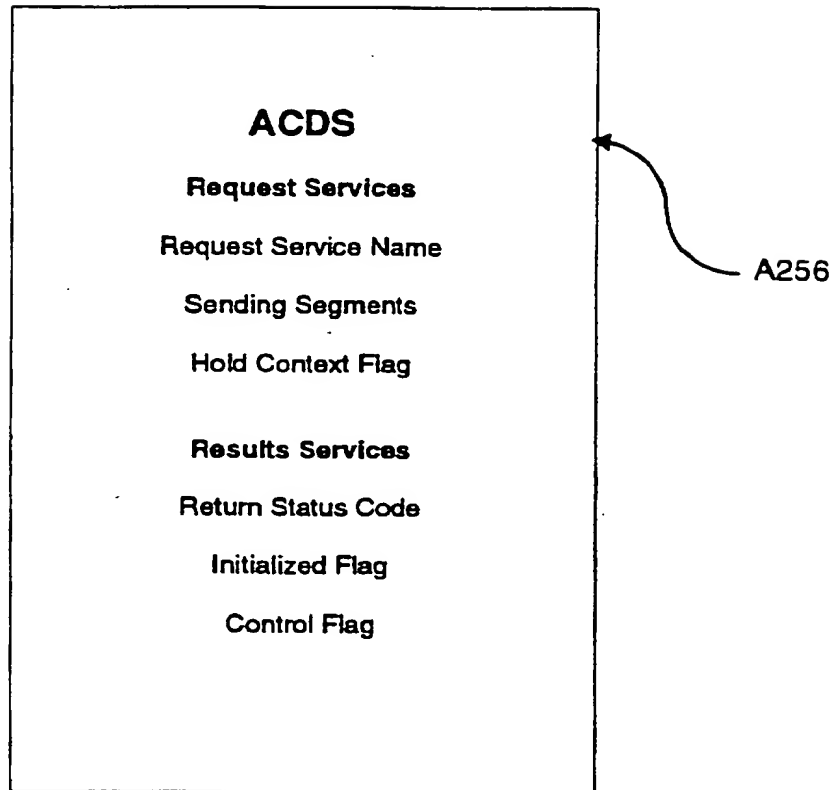 ACDS
Request Services
Request Service Name
Sending Segments
Hold Context Flag
Results Services
Return Status Code
Initialized Flag
Control Flag
A256